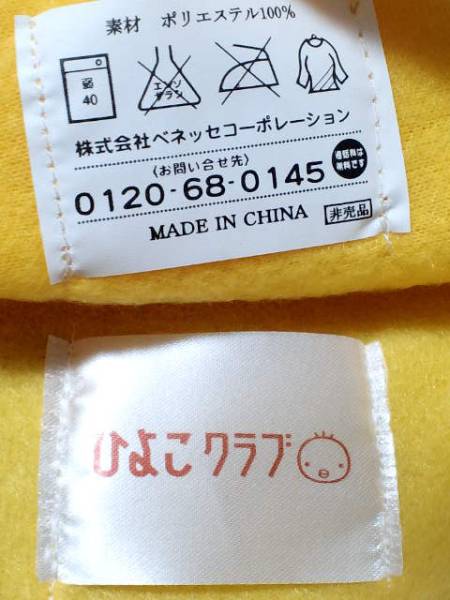 素材 ポリエステル100%
弱
40
エンソ
サラシ
株式会社ベネッセコーポレーション
〈お問い合せ先〉
0120-68-0145
通話料は
無料です
MADE IN CHINA 非売品
ひよこクラブ